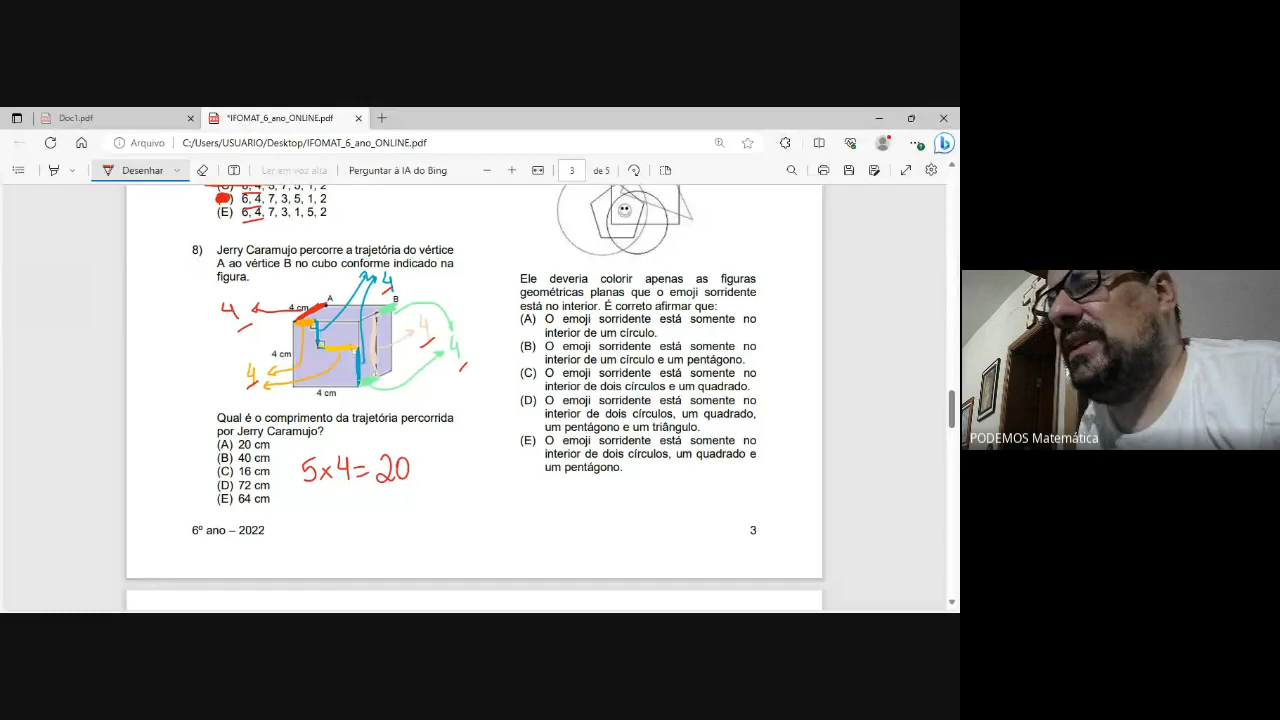 Doc1.pdf
*IFOMAT_6_ano_ONLINE.pdf
Arquivo
C:/Users/USUARIO/Desktop/IFOMAT_6_ano_ONLINE.pdf
Desenhar
Ler em voz alta
Perguntar à IA do Bing
3
de 5
6, 4, 7, 3, 5, 1, 2
(E) 6, 4, 7, 3, 1, 5, 2
8) Jerry Caramujo percorre a trajetória do vértice
A ao vértice B no cubo conforme indicado na
figura.
4
A
B
4 cm
4
4
4
4 cm
4
4 cm
Qual é o comprimento da trajetória percorrida
por Jerry Caramujo?
(A) 20 cm
(B) 40 cm
(C) 16 cm
(D) 72 cm
(E) 64 cm
5x4=20
Ele deveria colorir apenas as figuras
geométricas planas que o emoji sorridente
está no interior. É correto afirmar que:
(A) O emoji sorridente está somente no
interior de um círculo.
(B) O emoji sorridente está somente no
interior de um círculo e um pentágono.
(C) O emoji sorridente está somente no
interior de dois círculos e um quadrado.
(D) O emoji sorridente está somente no
interior de dois círculos, um quadrado,
um pentágono e um triângulo.
(E) O emoji sorridente está somente no
interior de dois círculos, um quadrado e
um pentágono.
6º ano – 2022
3
PODEMOS Matemática